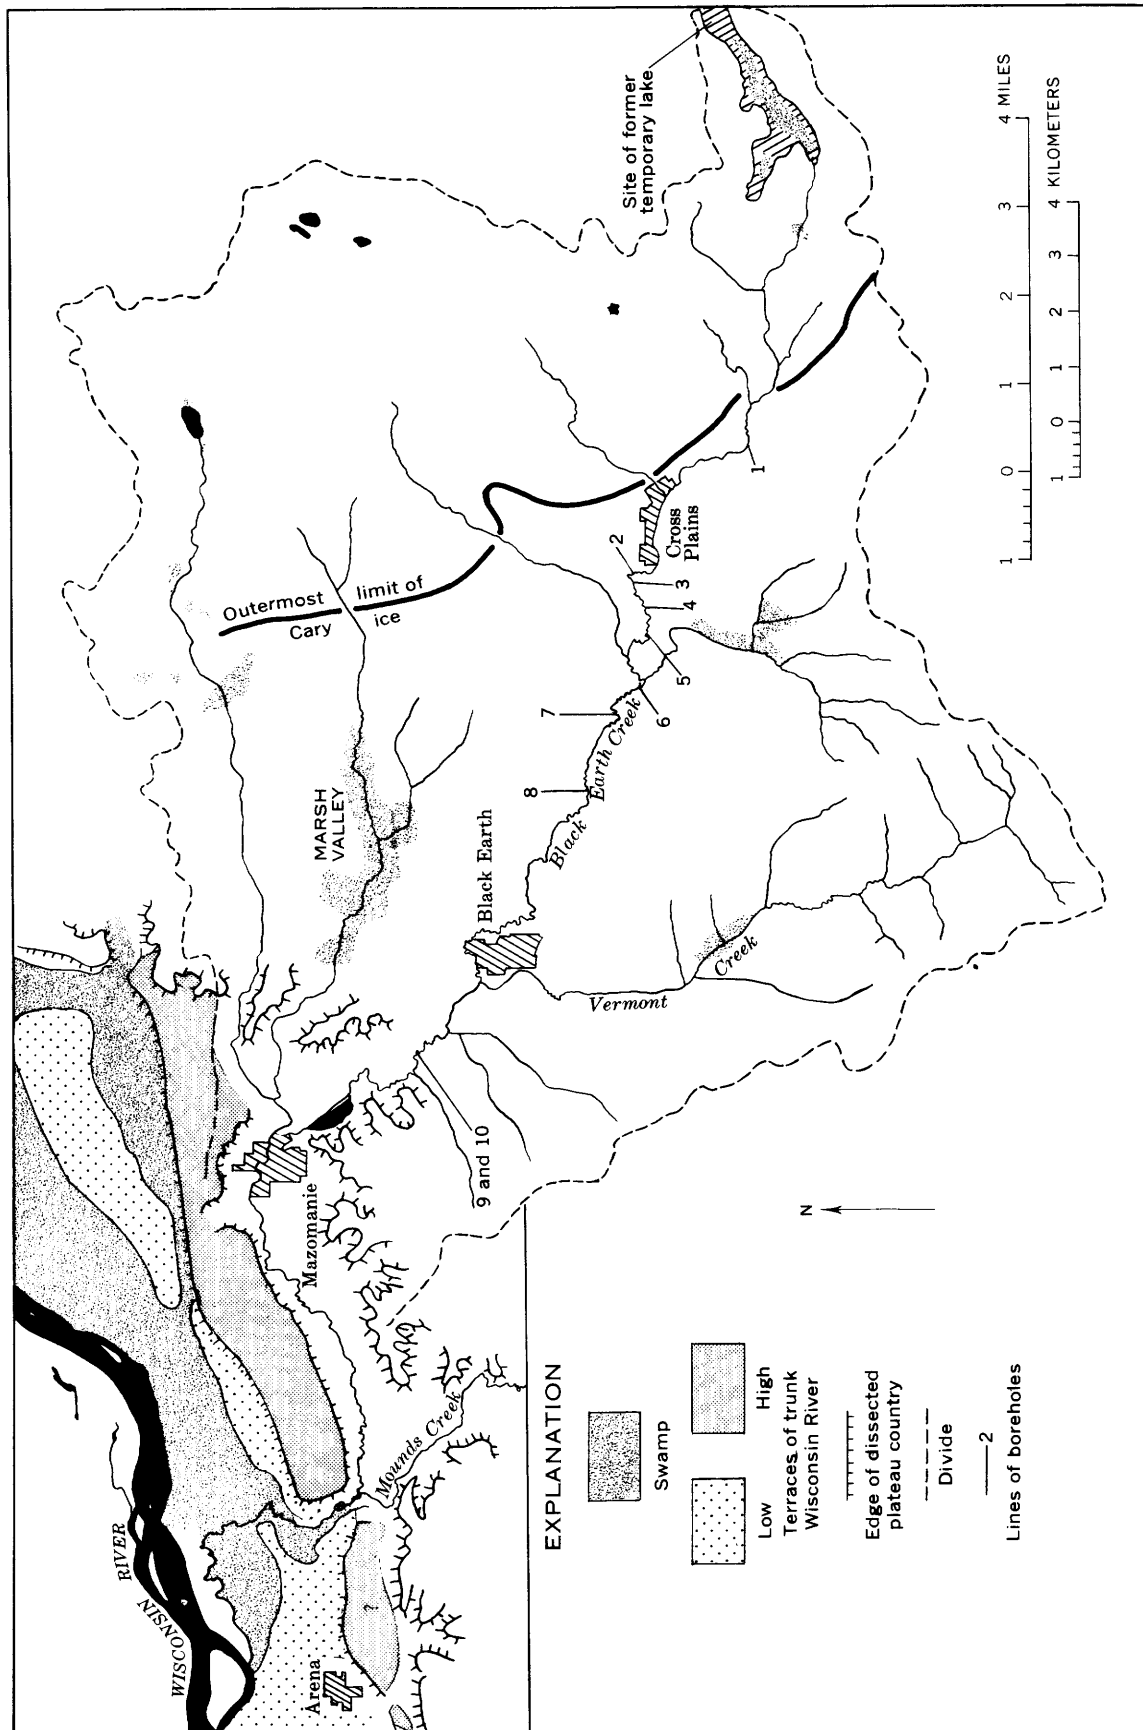 Site of former
temporary lake
Outermost limit of
Cary ice
MARSH
VALLEY
Cross
Plains
1
2
3
4
5
6
7
8
9 and 10
Black Earth Creek
Black Earth
Vermont Creek
Mazomanie
Mounds Creek
WISCONSIN RIVER
Arena
?
N
1 0 1 2 3 4 MILES
1 0 1 2 3 4 KILOMETERS
EXPLANATION
Swamp
Low High
Terraces of trunk
Wisconsin River
Edge of dissected
plateau country
Divide
2
Lines of boreholes